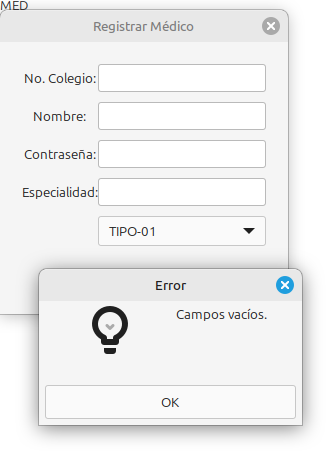 MED
Registrar Médico
No. Colegio:
Nombre:
Contraseña:
Especialidad:
TIPO-01
Error
Campos vacíos.
OK